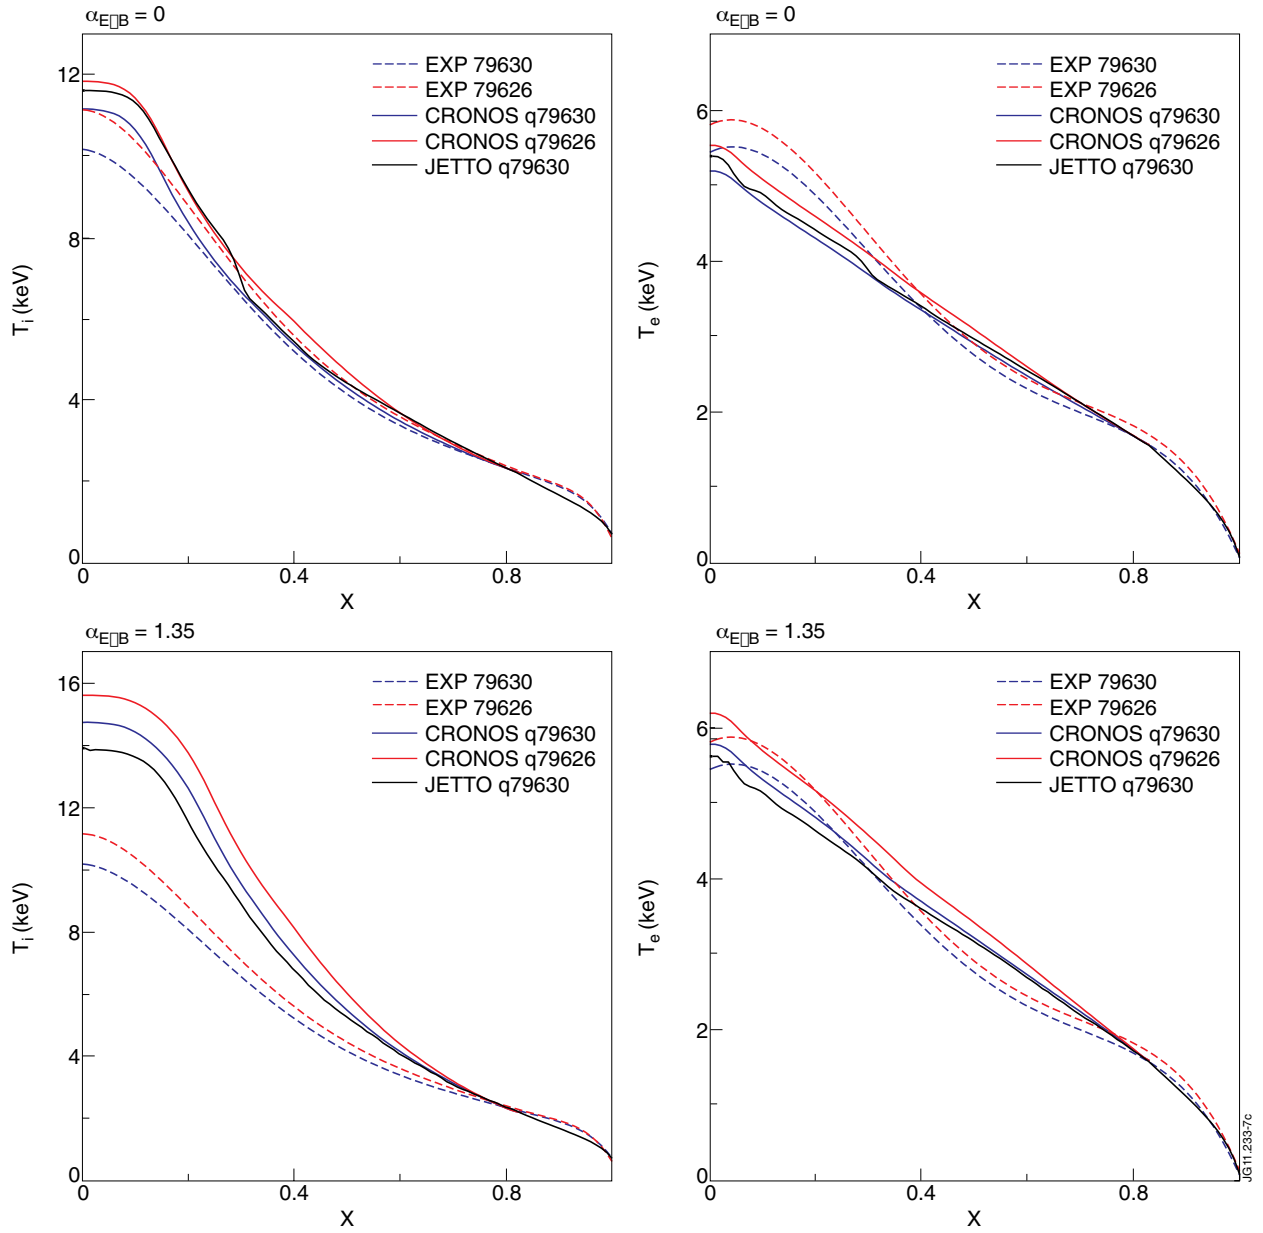 α_E▯B = 0
EXP 79630
EXP 79626
CRONOS q79630
CRONOS q79626
JETTO q79630
12
8
4
0
T_i (keV)
0
0.4
0.8
X
α_E▯B = 0
EXP 79630
EXP 79626
CRONOS q79630
CRONOS q79626
JETTO q79630
6
4
2
0
T_e (keV)
0
0.4
0.8
X
α_E▯B = 1.35
EXP 79630
EXP 79626
CRONOS q79630
CRONOS q79626
JETTO q79630
16
12
8
4
0
T_i (keV)
0
0.4
0.8
X
α_E▯B = 1.35
EXP 79630
EXP 79626
CRONOS q79630
CRONOS q79626
JETTO q79630
6
4
2
0
T_e (keV)
0
0.4
0.8
X
JG11.233-7c